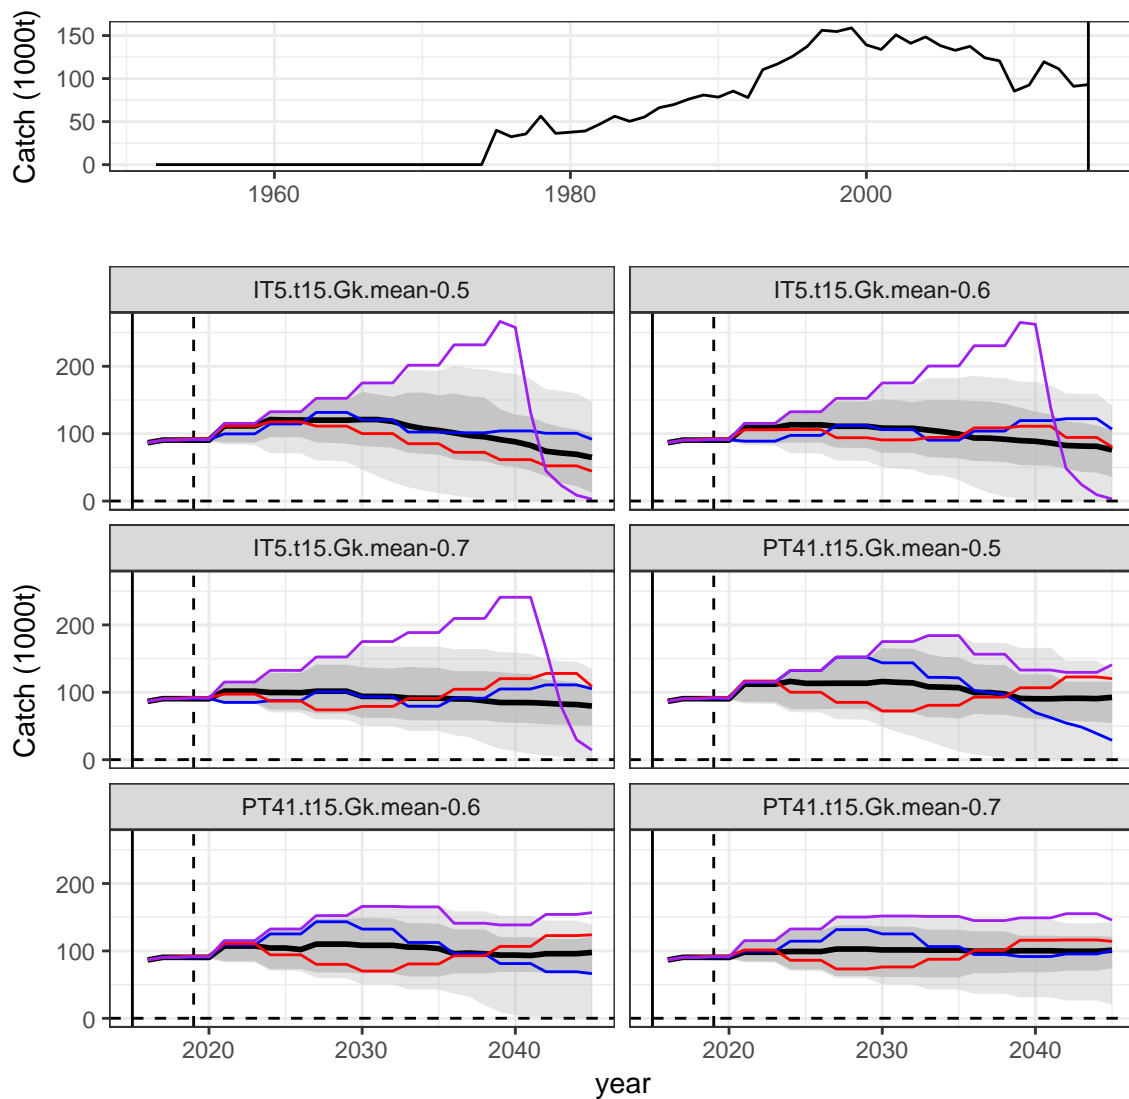 Catch (1000t)
150
100
50
0
1960 1980 2000
IT5.t15.Gk.mean-0.5 IT5.t15.Gk.mean-0.6
200
100
0
IT5.t15.Gk.mean-0.7 PT41.t15.Gk.mean-0.5
Catch (1000t)
200
100
0
PT41.t15.Gk.mean-0.6 PT41.t15.Gk.mean-0.7
200
100
0
2020 2030 2040 2020 2030 2040
year